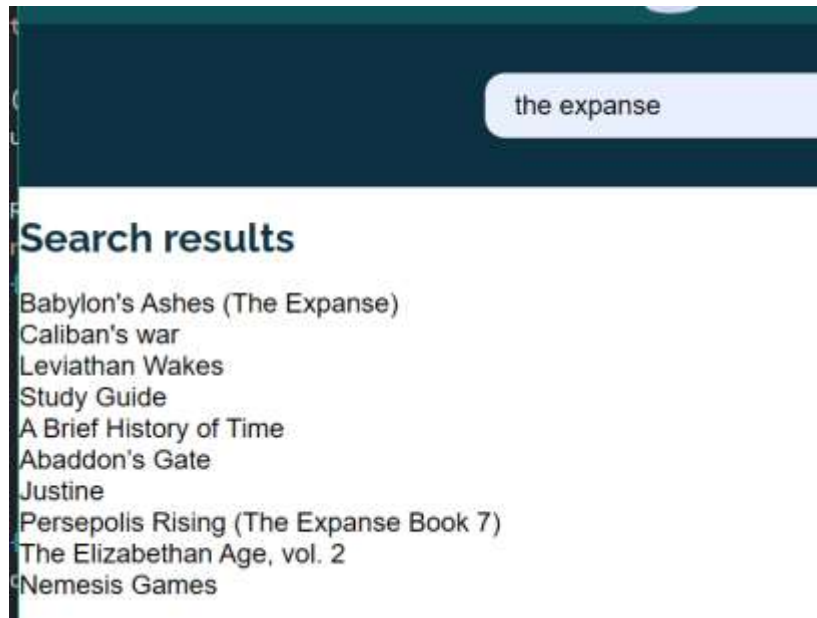 the expanse
Search results
Babylon's Ashes (The Expanse)
Caliban's war
Leviathan Wakes
Study Guide
A Brief History of Time
Abaddon's Gate
Justine
Persepolis Rising (The Expanse Book 7)
The Elizabethan Age, vol. 2
Nemesis Games